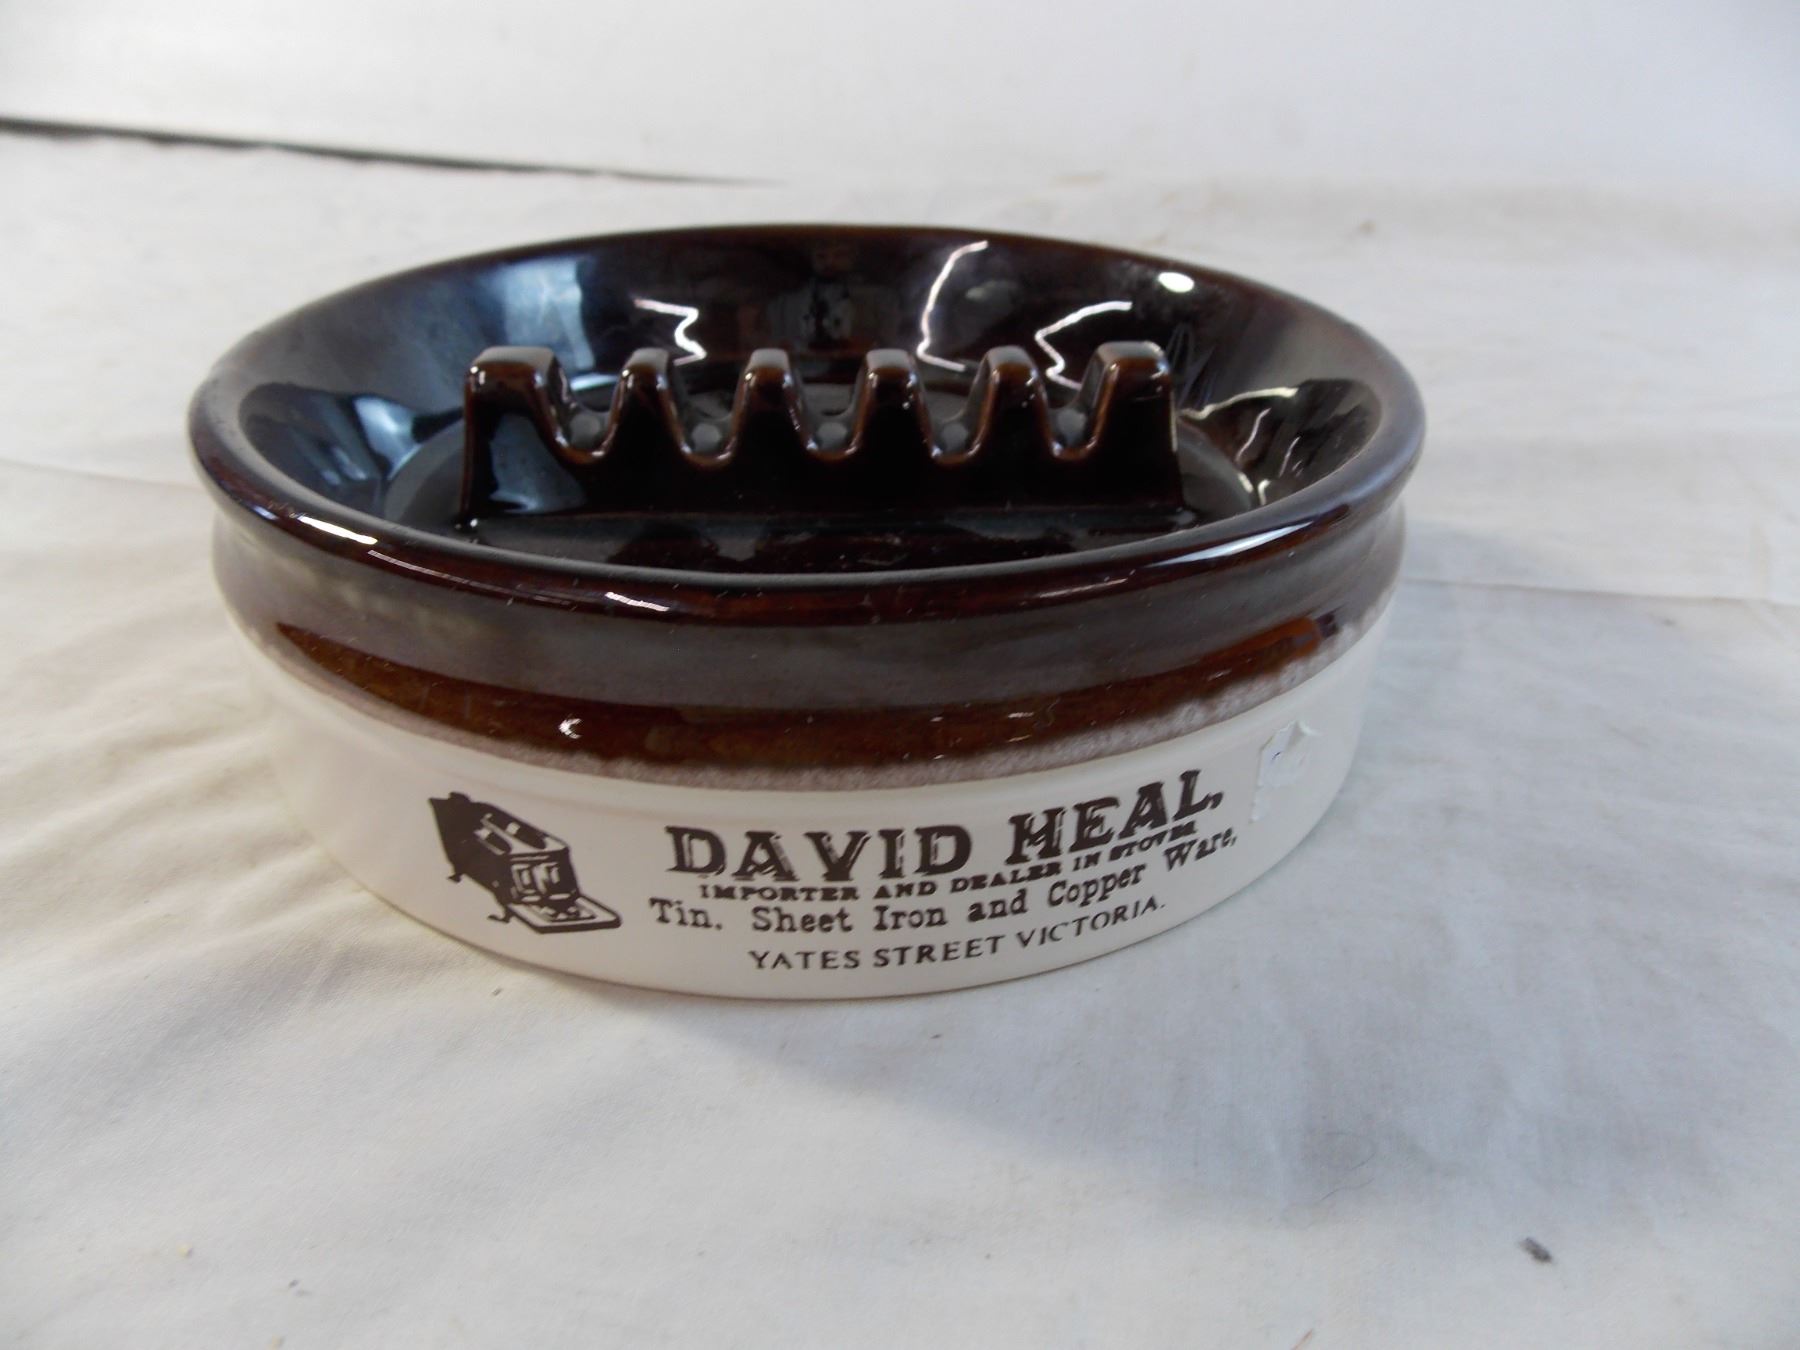 DAVID HEAL,
IMPORTER AND DEALER IN STOVES
Tin. Sheet Iron and Copper Ware,
YATES STREET VICTORIA.